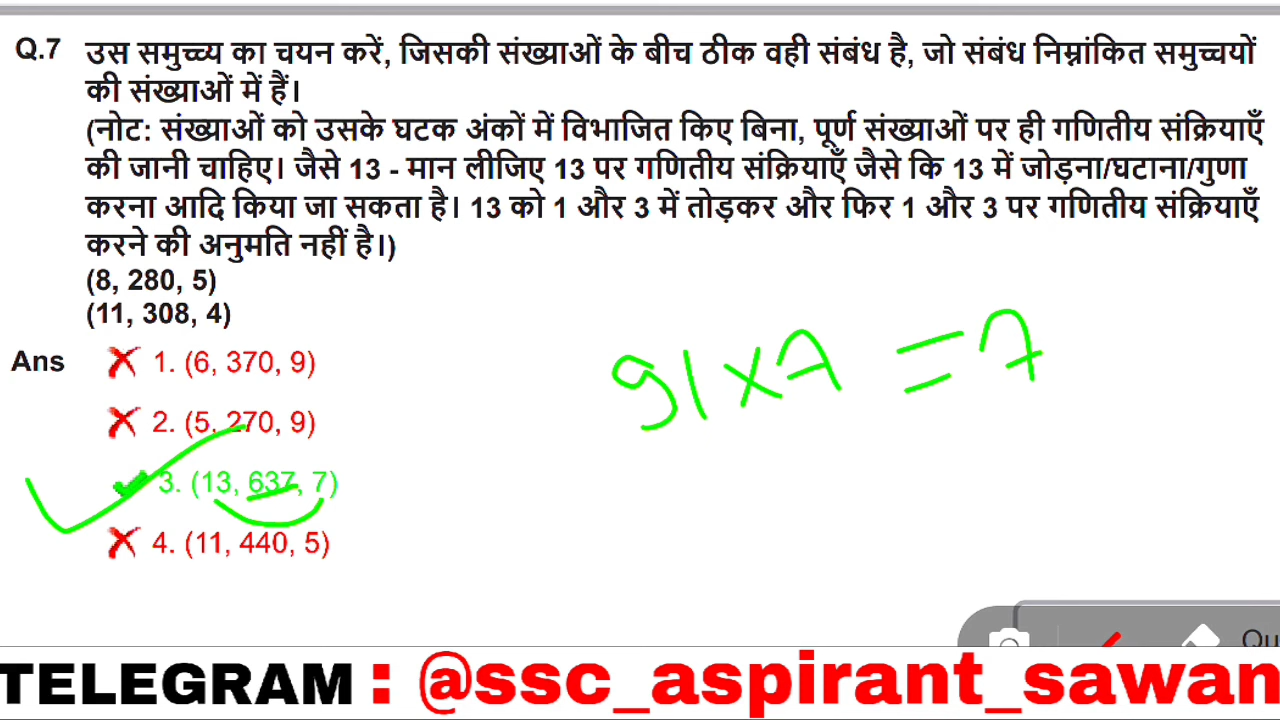 Q.7 उस समुच्च्य का चयन करें, जिसकी संख्याओं के बीच ठीक वही संबंध है, जो संबंध निम्नांकित समुच्चयों
की संख्याओं में हैं।
(नोट: संख्याओं को उसके घटक अंकों में विभाजित किए बिना, पूर्ण संख्याओं पर ही गणितीय संक्रियाएँ
की जानी चाहिए। जैसे 13 - मान लीजिए 13 पर गणितीय संक्रियाएँ जैसे कि 13 में जोड़ना/घटाना/गुणा
करना आदि किया जा सकता है। 13 को 1 और 3 में तोड़कर और फिर 1 और 3 पर गणितीय संक्रियाएँ
करने की अनुमति नहीं है।)
(8, 280, 5)
(11, 308, 4)
Ans 1. (6, 370, 9)
2. (5, 270, 9)
3. (13, 637, 7)
4. (11, 440, 5)
91 × 7 = 7
Qu
TELEGRAM : @ssc_aspirant_sawan